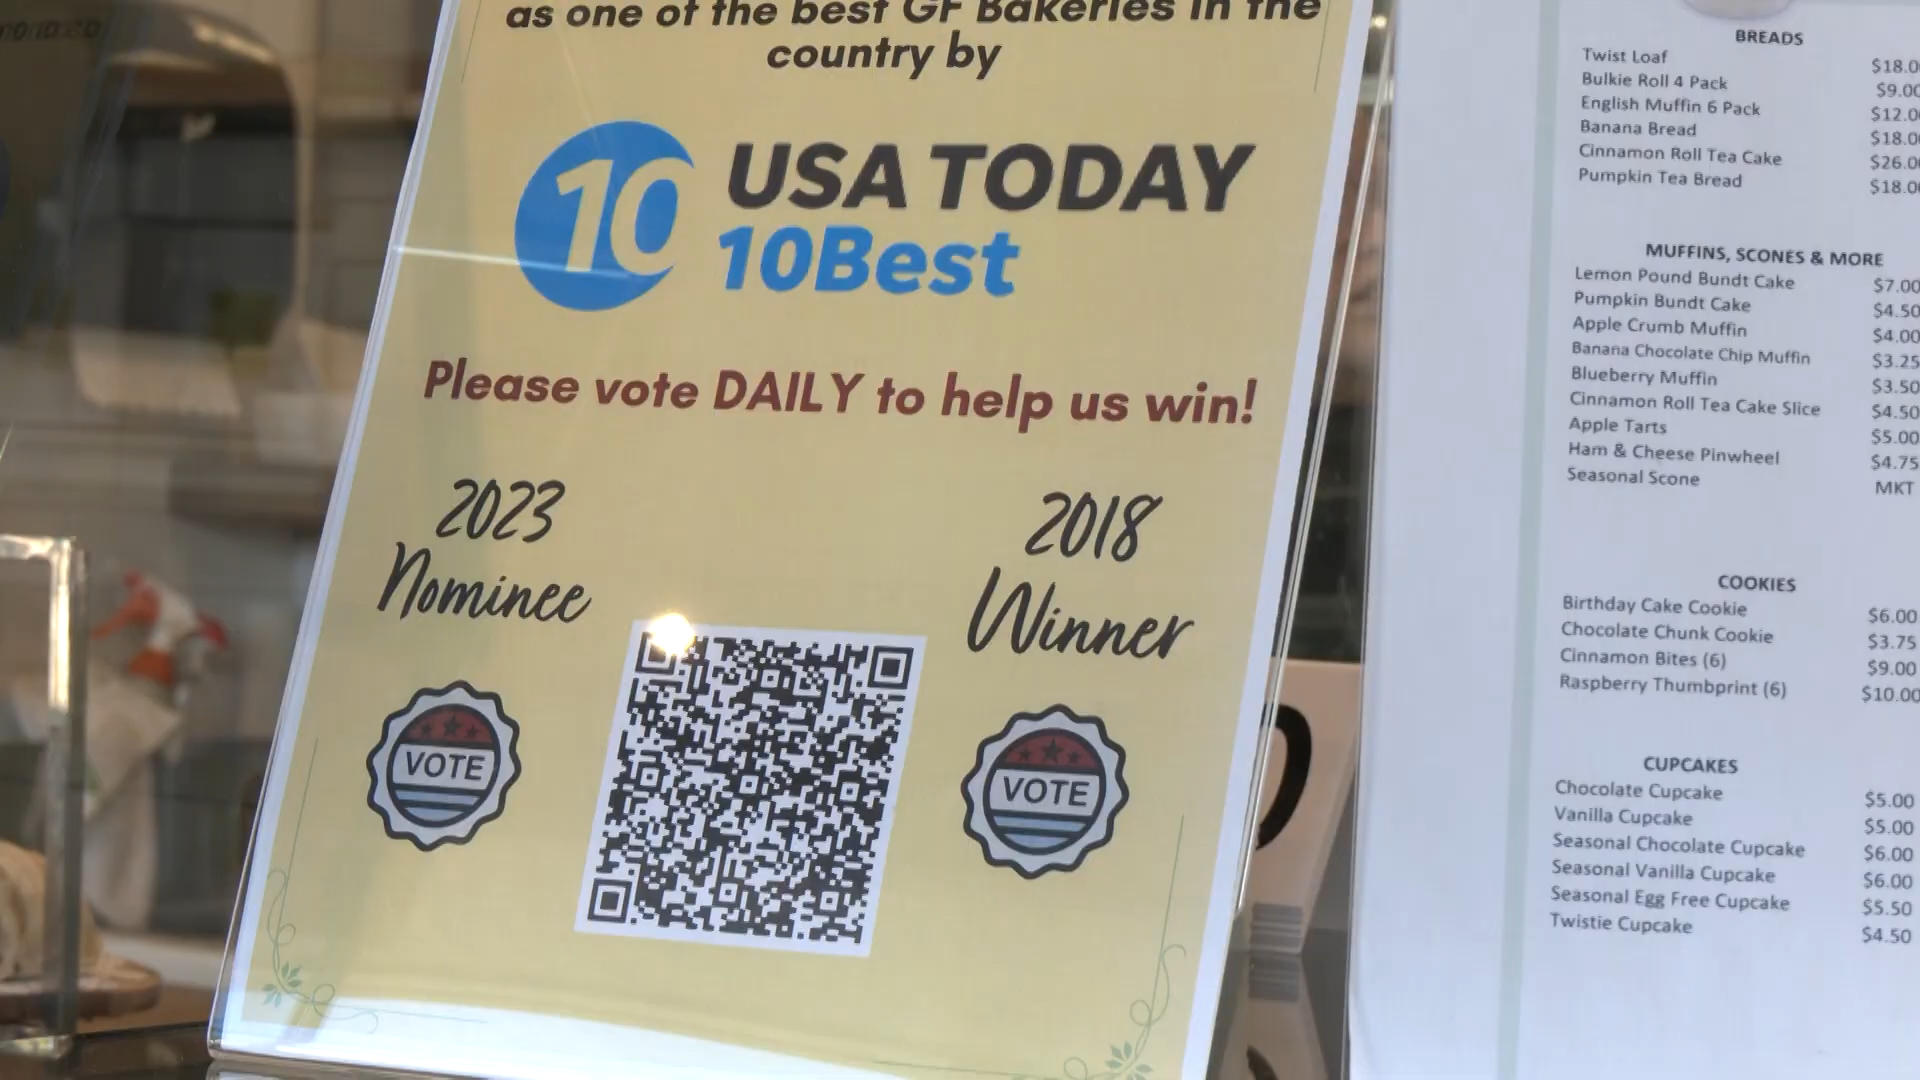 as one of the best GF Bakeries in the
country by
10
USA TODAY
10Best
Please vote DAILY to help us win!
2023
Nominee
2018
Winner
VOTE
VOTE
BREADS
Twist Loaf $18.0
Bulkie Roll 4 Pack $9.00
English Muffin 6 Pack $12.0
Banana Bread $18.0
Cinnamon Roll Tea Cake $26.0
Pumpkin Tea Bread $18.0
MUFFINS, SCONES & MORE
Lemon Pound Bundt Cake $7.00
Pumpkin Bundt Cake $4.50
Apple Crumb Muffin $4.00
Banana Chocolate Chip Muffin $3.25
Blueberry Muffin $3.50
Cinnamon Roll Tea Cake Slice $4.50
Apple Tarts $5.00
Ham & Cheese Pinwheel $4.75
Seasonal Scone MKT
COOKIES
Birthday Cake Cookie $6.00
Chocolate Chunk Cookie $3.75
Cinnamon Bites (6) $9.00
Raspberry Thumbprint (6) $10.00
CUPCAKES
Chocolate Cupcake $5.00
Vanilla Cupcake $5.00
Seasonal Chocolate Cupcake $6.00
Seasonal Vanilla Cupcake $6.00
Seasonal Egg Free Cupcake $5.50
Twistie Cupcake $4.50